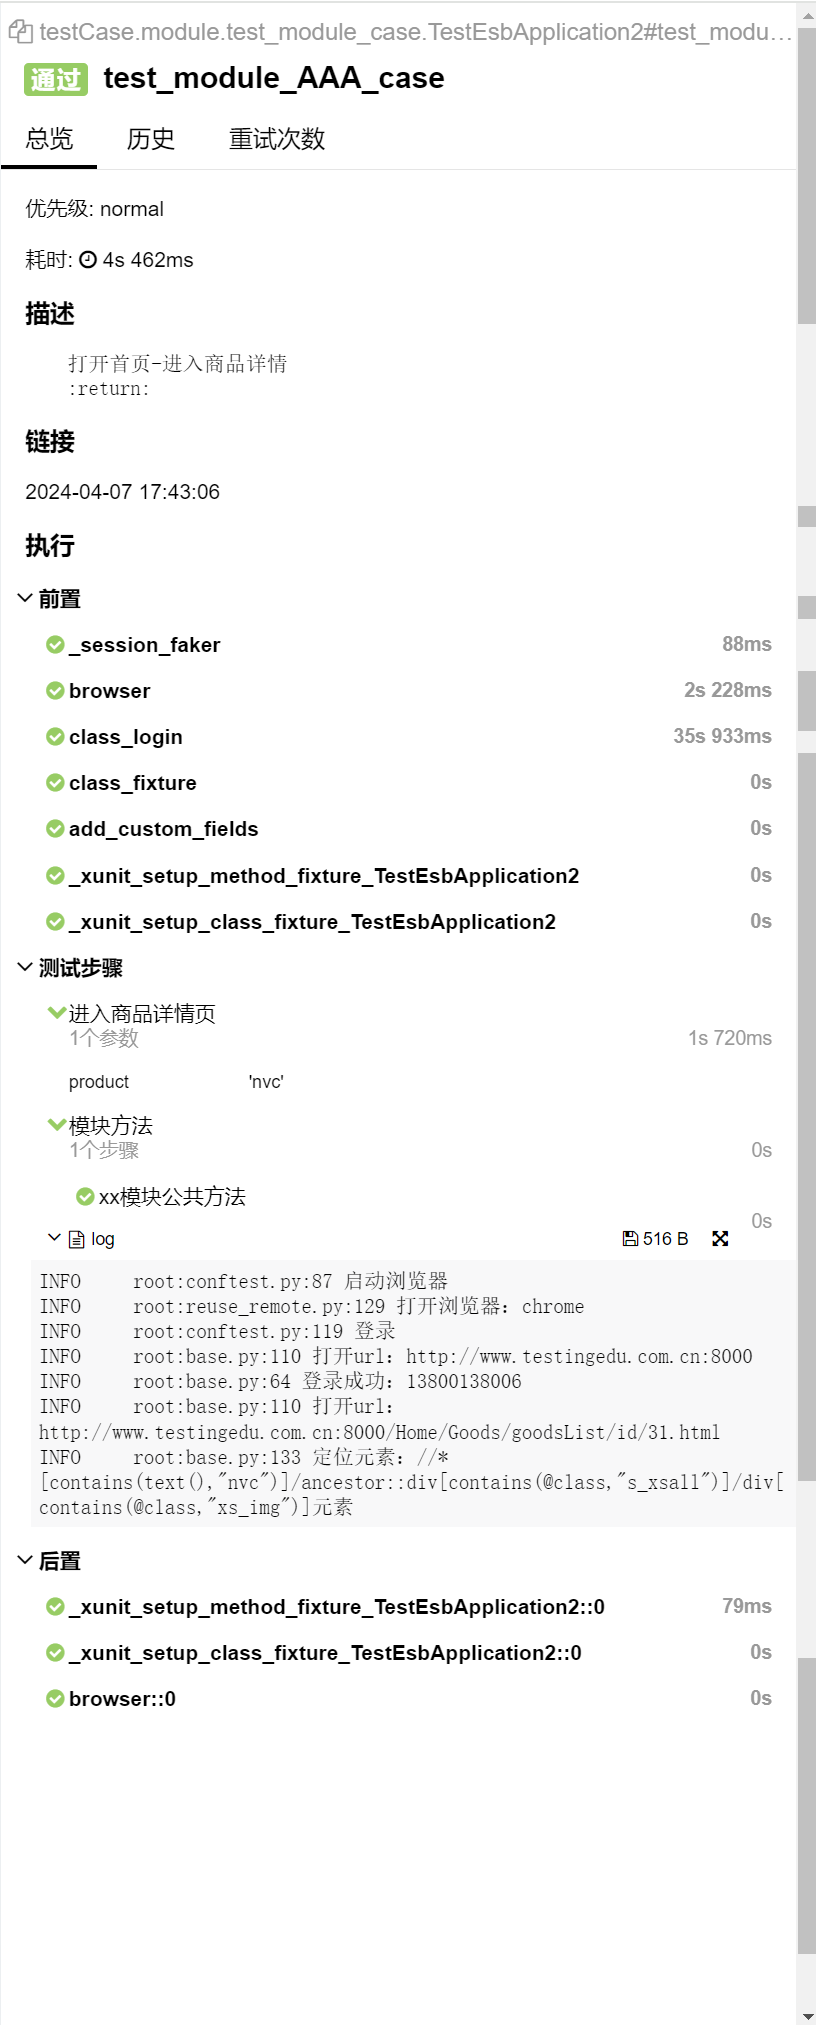 testCase.module.test_module_case.TestEsbApplication2#test_modu...
通过 test_module_AAA_case
总览 历史 重试次数
优先级: normal
耗时: 4s 462ms
描述
打开首页-进入商品详情
:return:
链接
2024-04-07 17:43:06
执行
前置
_session_faker 88ms
browser 2s 228ms
class_login 35s 933ms
class_fixture 0s
add_custom_fields 0s
_xunit_setup_method_fixture_TestEsbApplication2 0s
_xunit_setup_class_fixture_TestEsbApplication2 0s
测试步骤
进入商品详情页
1个参数 1s 720ms
product 'nvc'
模块方法
1个步骤 0s
xx模块公共方法
0s
log 516 B
INFO root:conftest.py:87 启动浏览器
INFO root:reuse_remote.py:129 打开浏览器：chrome
INFO root:conftest.py:119 登录
INFO root:base.py:110 打开url：http://www.testingedu.com.cn:8000
INFO root:base.py:64 登录成功：13800138006
INFO root:base.py:110 打开url：
http://www.testingedu.com.cn:8000/Home/Goods/goodsList/id/31.html
INFO root:base.py:133 定位元素：//*
[contains(text(),"nvc")]/ancestor::div[contains(@class,"s_xsall")]/div[
contains(@class,"xs_img")]元素
后置
_xunit_setup_method_fixture_TestEsbApplication2::0 79ms
_xunit_setup_class_fixture_TestEsbApplication2::0 0s
browser::0 0s